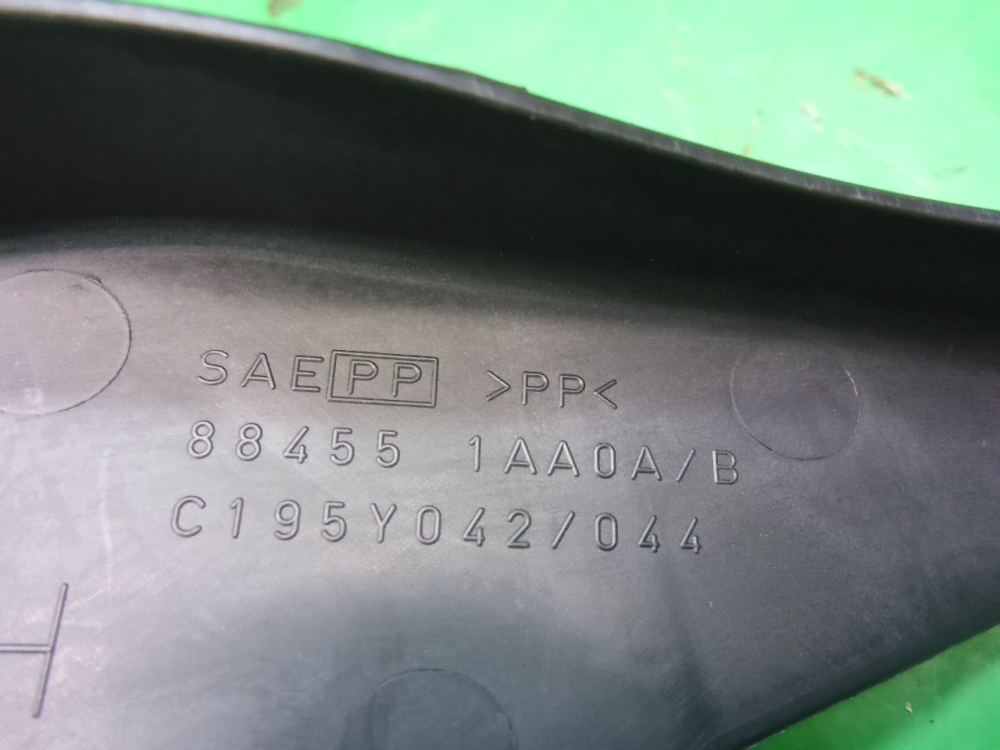 SAE PP >PP<
88455 1AA0A/B
C195Y042/044
H